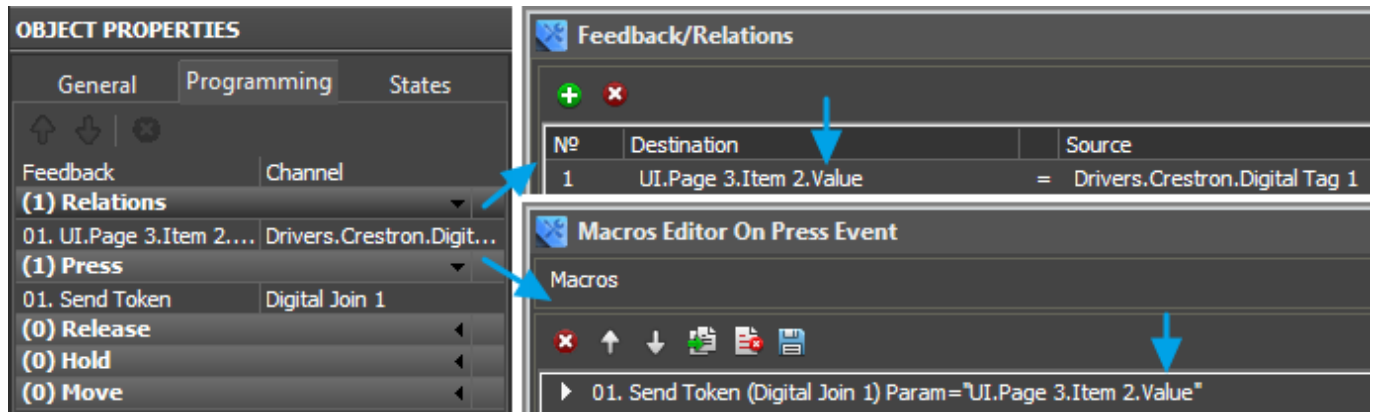 OBJECT PROPERTIES
General Programming States
Feedback Channel
(1) Relations
01. UI.Page 3.Item 2.... Drivers.Crestron.Digit...
(1) Press
01. Send Token Digital Join 1
(0) Release
(0) Hold
(0) Move
Feedback/Relations
№ Destination Source
1 UI.Page 3.Item 2.Value = Drivers.Crestron.Digital Tag 1
Macros Editor On Press Event
Macros
01. Send Token (Digital Join 1) Param="UI.Page 3.Item 2.Value"